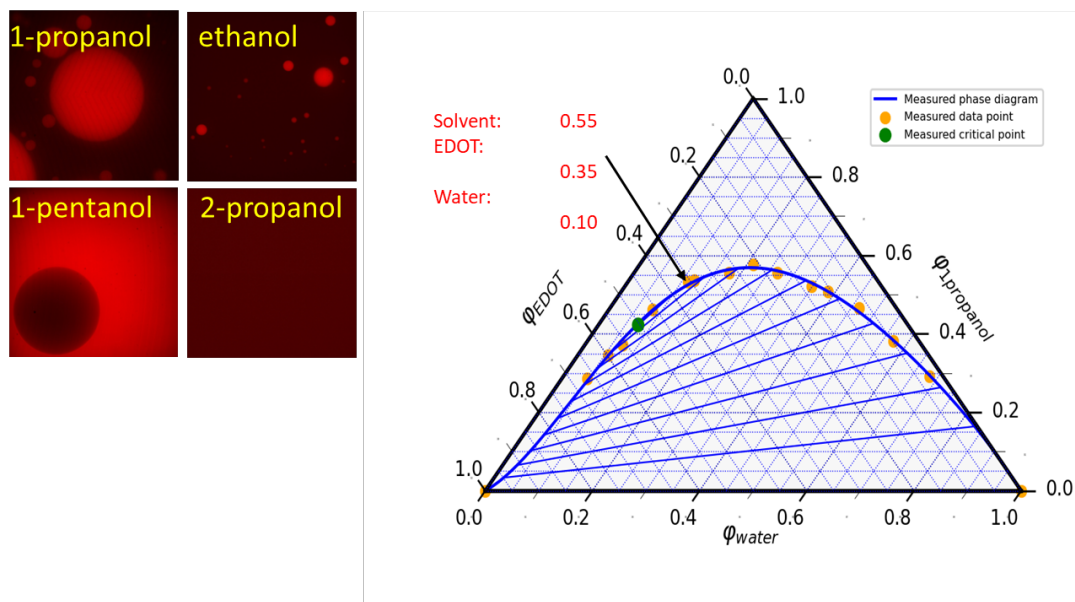 1-propanol
ethanol
1-pentanol
2-propanol
Solvent: 0.55
EDOT:
0.35
Water:
0.10
Measured phase diagram
Measured data point
Measured critical point
0.0
0.2
0.4
0.6
0.8
1.0
φEDOT
1.0
0.8
0.6
0.4
0.2
0.0
φ1propanol
0.0
0.2
0.4
0.6
0.8
1.0
φwater